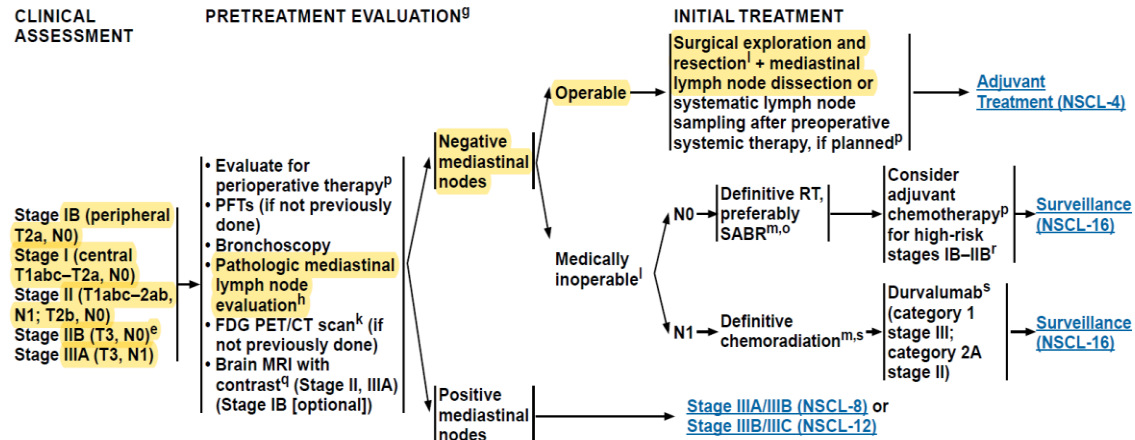 CLINICAL
ASSESSMENT
PRETREATMENT EVALUATIONg
INITIAL TREATMENT
Stage IB (peripheral
T2a, N0)
Stage I (central
T1abc–T2a, N0)
Stage II (T1abc–2ab,
N1; T2b, N0)
Stage IIB (T3, N0)e
Stage IIIA (T3, N1)
• Evaluate for
perioperative therapyp
• PFTs (if not previously
done)
• Bronchoscopy
• Pathologic mediastinal
lymph node
evaluationh
• FDG PET/CT scank (if
not previously done)
• Brain MRI with
contrastq (Stage II, IIIA)
(Stage IB [optional])
Negative
mediastinal
nodes
Operable
Surgical exploration and
resectionl + mediastinal
lymph node dissection or
systematic lymph node
sampling after preoperative
systemic therapy, if plannedp
Adjuvant
Treatment (NSCL-4)
Medically
inoperablel
N0
Definitive RT,
preferably
SABRm,o
Consider
adjuvant
chemotherapyp
for high-risk
stages IB–IIBr
Surveillance
(NSCL-16)
N1
Definitive
chemoradiationm,s
Durvalumabs
(category 1
stage III;
category 2A
stage II)
Surveillance
(NSCL-16)
Positive
mediastinal
nodes
Stage IIIA/IIIB (NSCL-8) or
Stage IIIB/IIIC (NSCL-12)